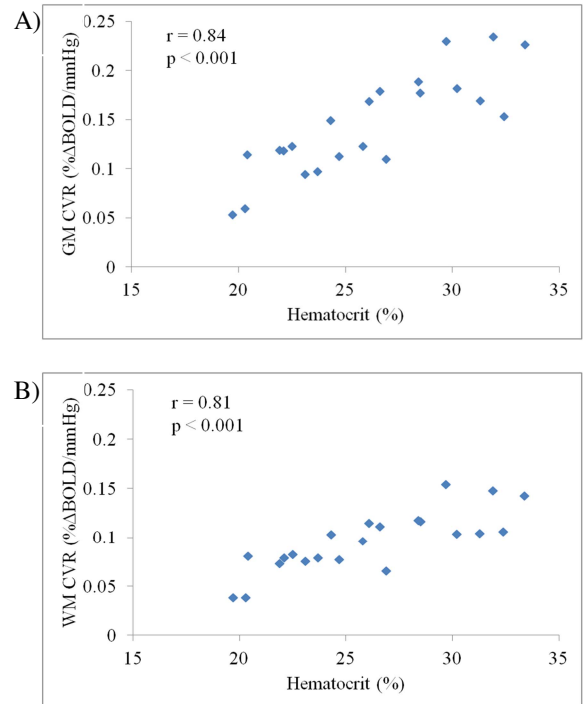 A)
GM CVR (%ΔBOLD/mmHg)
0.25
0.2
0.15
0.1
0.05
0
r = 0.84
p < 0.001
15 20 25 30 35
Hematocrit (%)
B)
WM CVR (%ΔBOLD/mmHg)
0.25
0.2
0.15
0.1
0.05
0
r = 0.81
p < 0.001
15 20 25 30 35
Hematocrit (%)